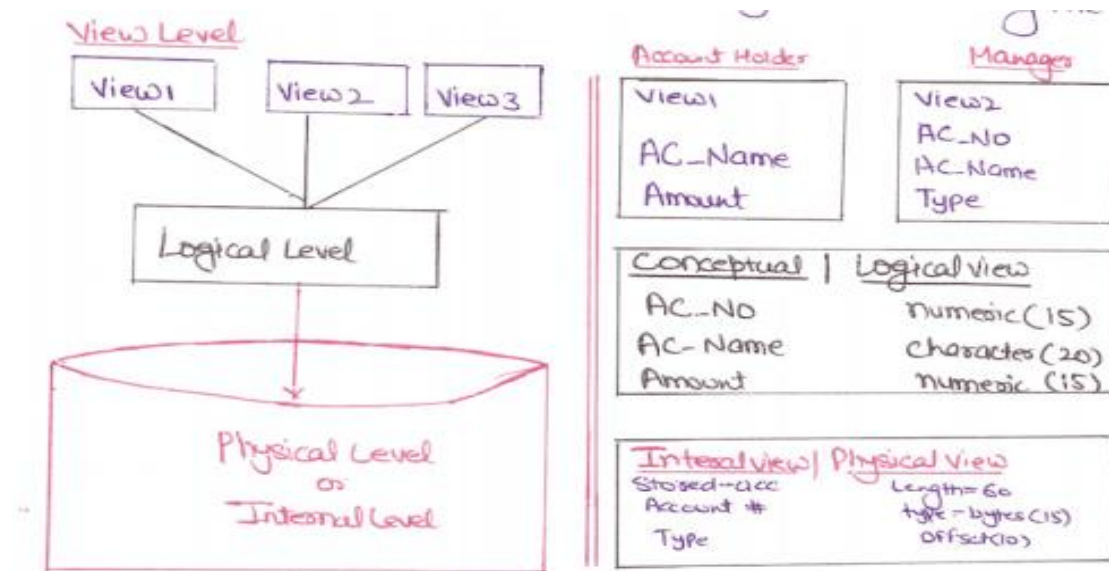 View Level
View1
View2
View3
Logical Level
Physical Level
or
Internal Level
Account Holder
View1
AC_Name
Amount
Manager
View2
AC_NO
AC_Name
Type
Conceptual | Logical view
AC_NO numeric (15)
AC-Name character (20)
Amount numeric (15)
Interal view | Physical View
Stored-acc Length=60
Account # type-bytes(15)
Type offset(10)